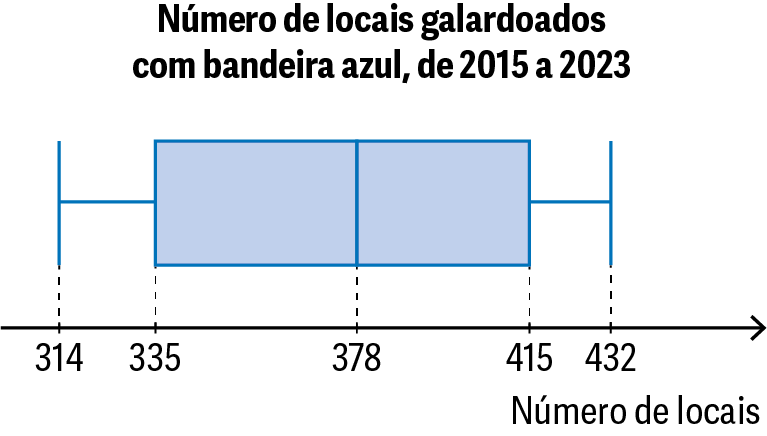 Número de locais galardoados
com bandeira azul, de 2015 a 2023
314 335 378 415 432
Número de locais